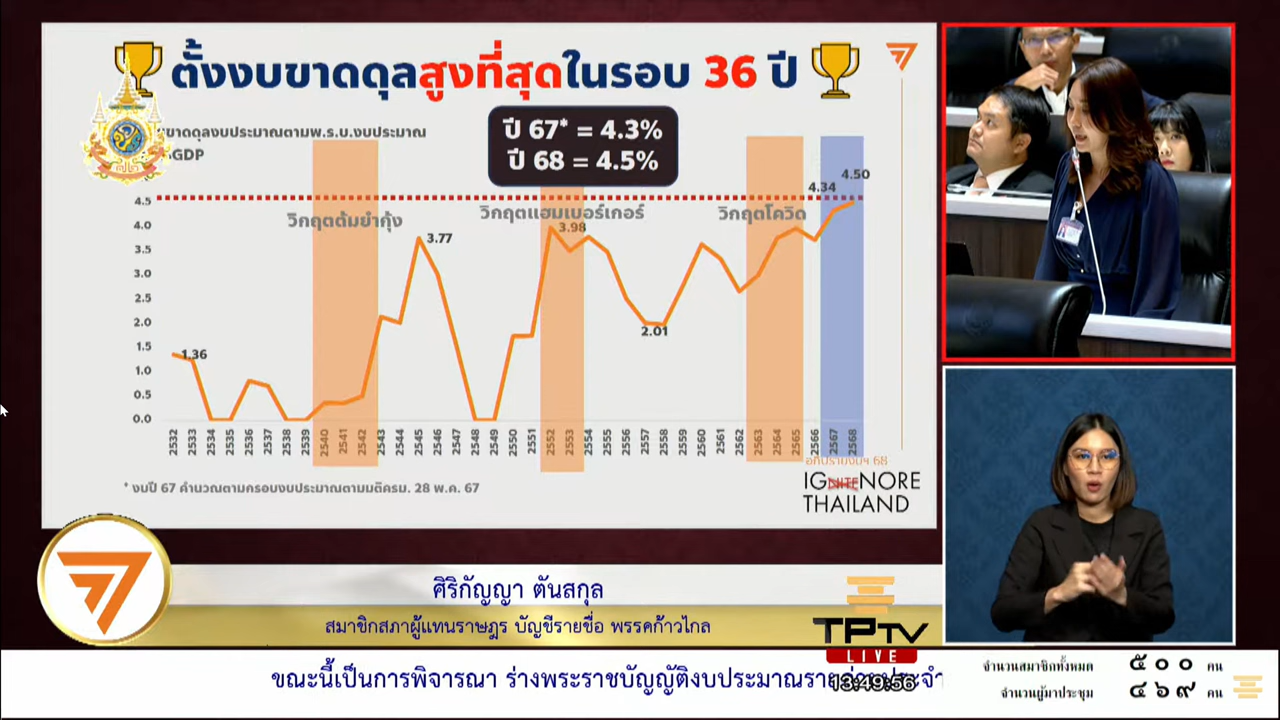 ตั้งงบขาดดุลสูงที่สุดในรอบ 36 ปี
ขาดดุลงบประมาณตามพ.ร.บ.งบประมาณ
GDP
ปี 67* = 4.3%
ปี 68 = 4.5%
4.50
4.34
4.5
4.0
3.5
3.0
2.5
2.0
1.5
1.0
0.5
0.0
วิกฤตต้มยำกุ้ง
วิกฤตแฮมเบอร์เกอร์
วิกฤตโควิด
1.36
3.77
3.98
2.01
2532 2533 2534 2535 2536 2537 2538 2539 2540 2541 2542 2543 2544 2545 2546 2547 2548 2549 2550 2551 2552 2553 2554 2555 2556 2557 2558 2559 2560 2561 2562 2563 2564 2565 2566 2567 2568
* งบปี 67 คำนวณตามกรอบงบประมาณตามมติครม. 28 พ.ค. 67
อภิปรายงบฯ 68
IGNITENORE
THAILAND
ศิริกัญญา ตันสกุล
สมาชิกสภาผู้แทนราษฎร บัญชีรายชื่อ พรรคก้าวไกล
TPTV
LIVE
13:49:56
ขณะนี้เป็นการพิจารณา ร่างพระราชบัญญัติงบประมาณราย
จำนวนสมาชิกทั้งหมด ๕๐๐ คน
จำนวนผู้มาประชุม ๔๖๙ คน